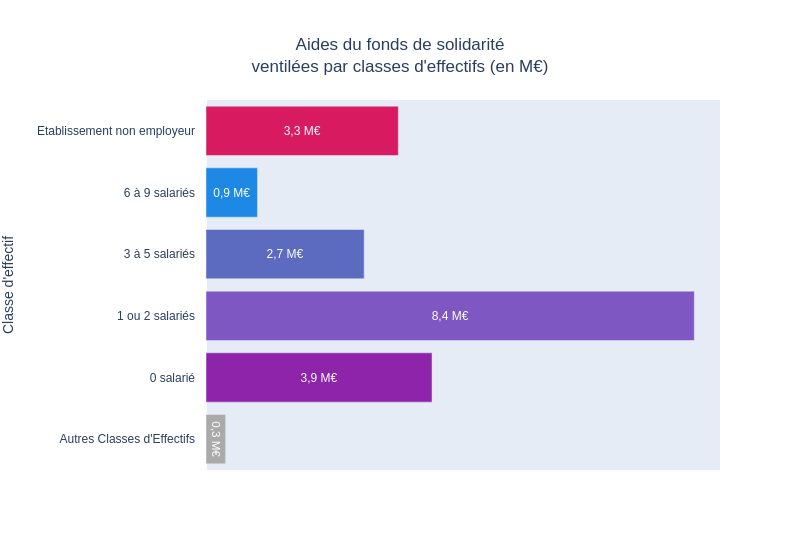 Aides du fonds de solidarité
ventilées par classes d'effectifs (en M€)
Classe d'effectif
Etablissement non employeur
3,3 M€
6 à 9 salariés
0,9 M€
3 à 5 salariés
2,7 M€
1 ou 2 salariés
8,4 M€
0 salarié
3,9 M€
Autres Classes d'Effectifs
0,3 M€